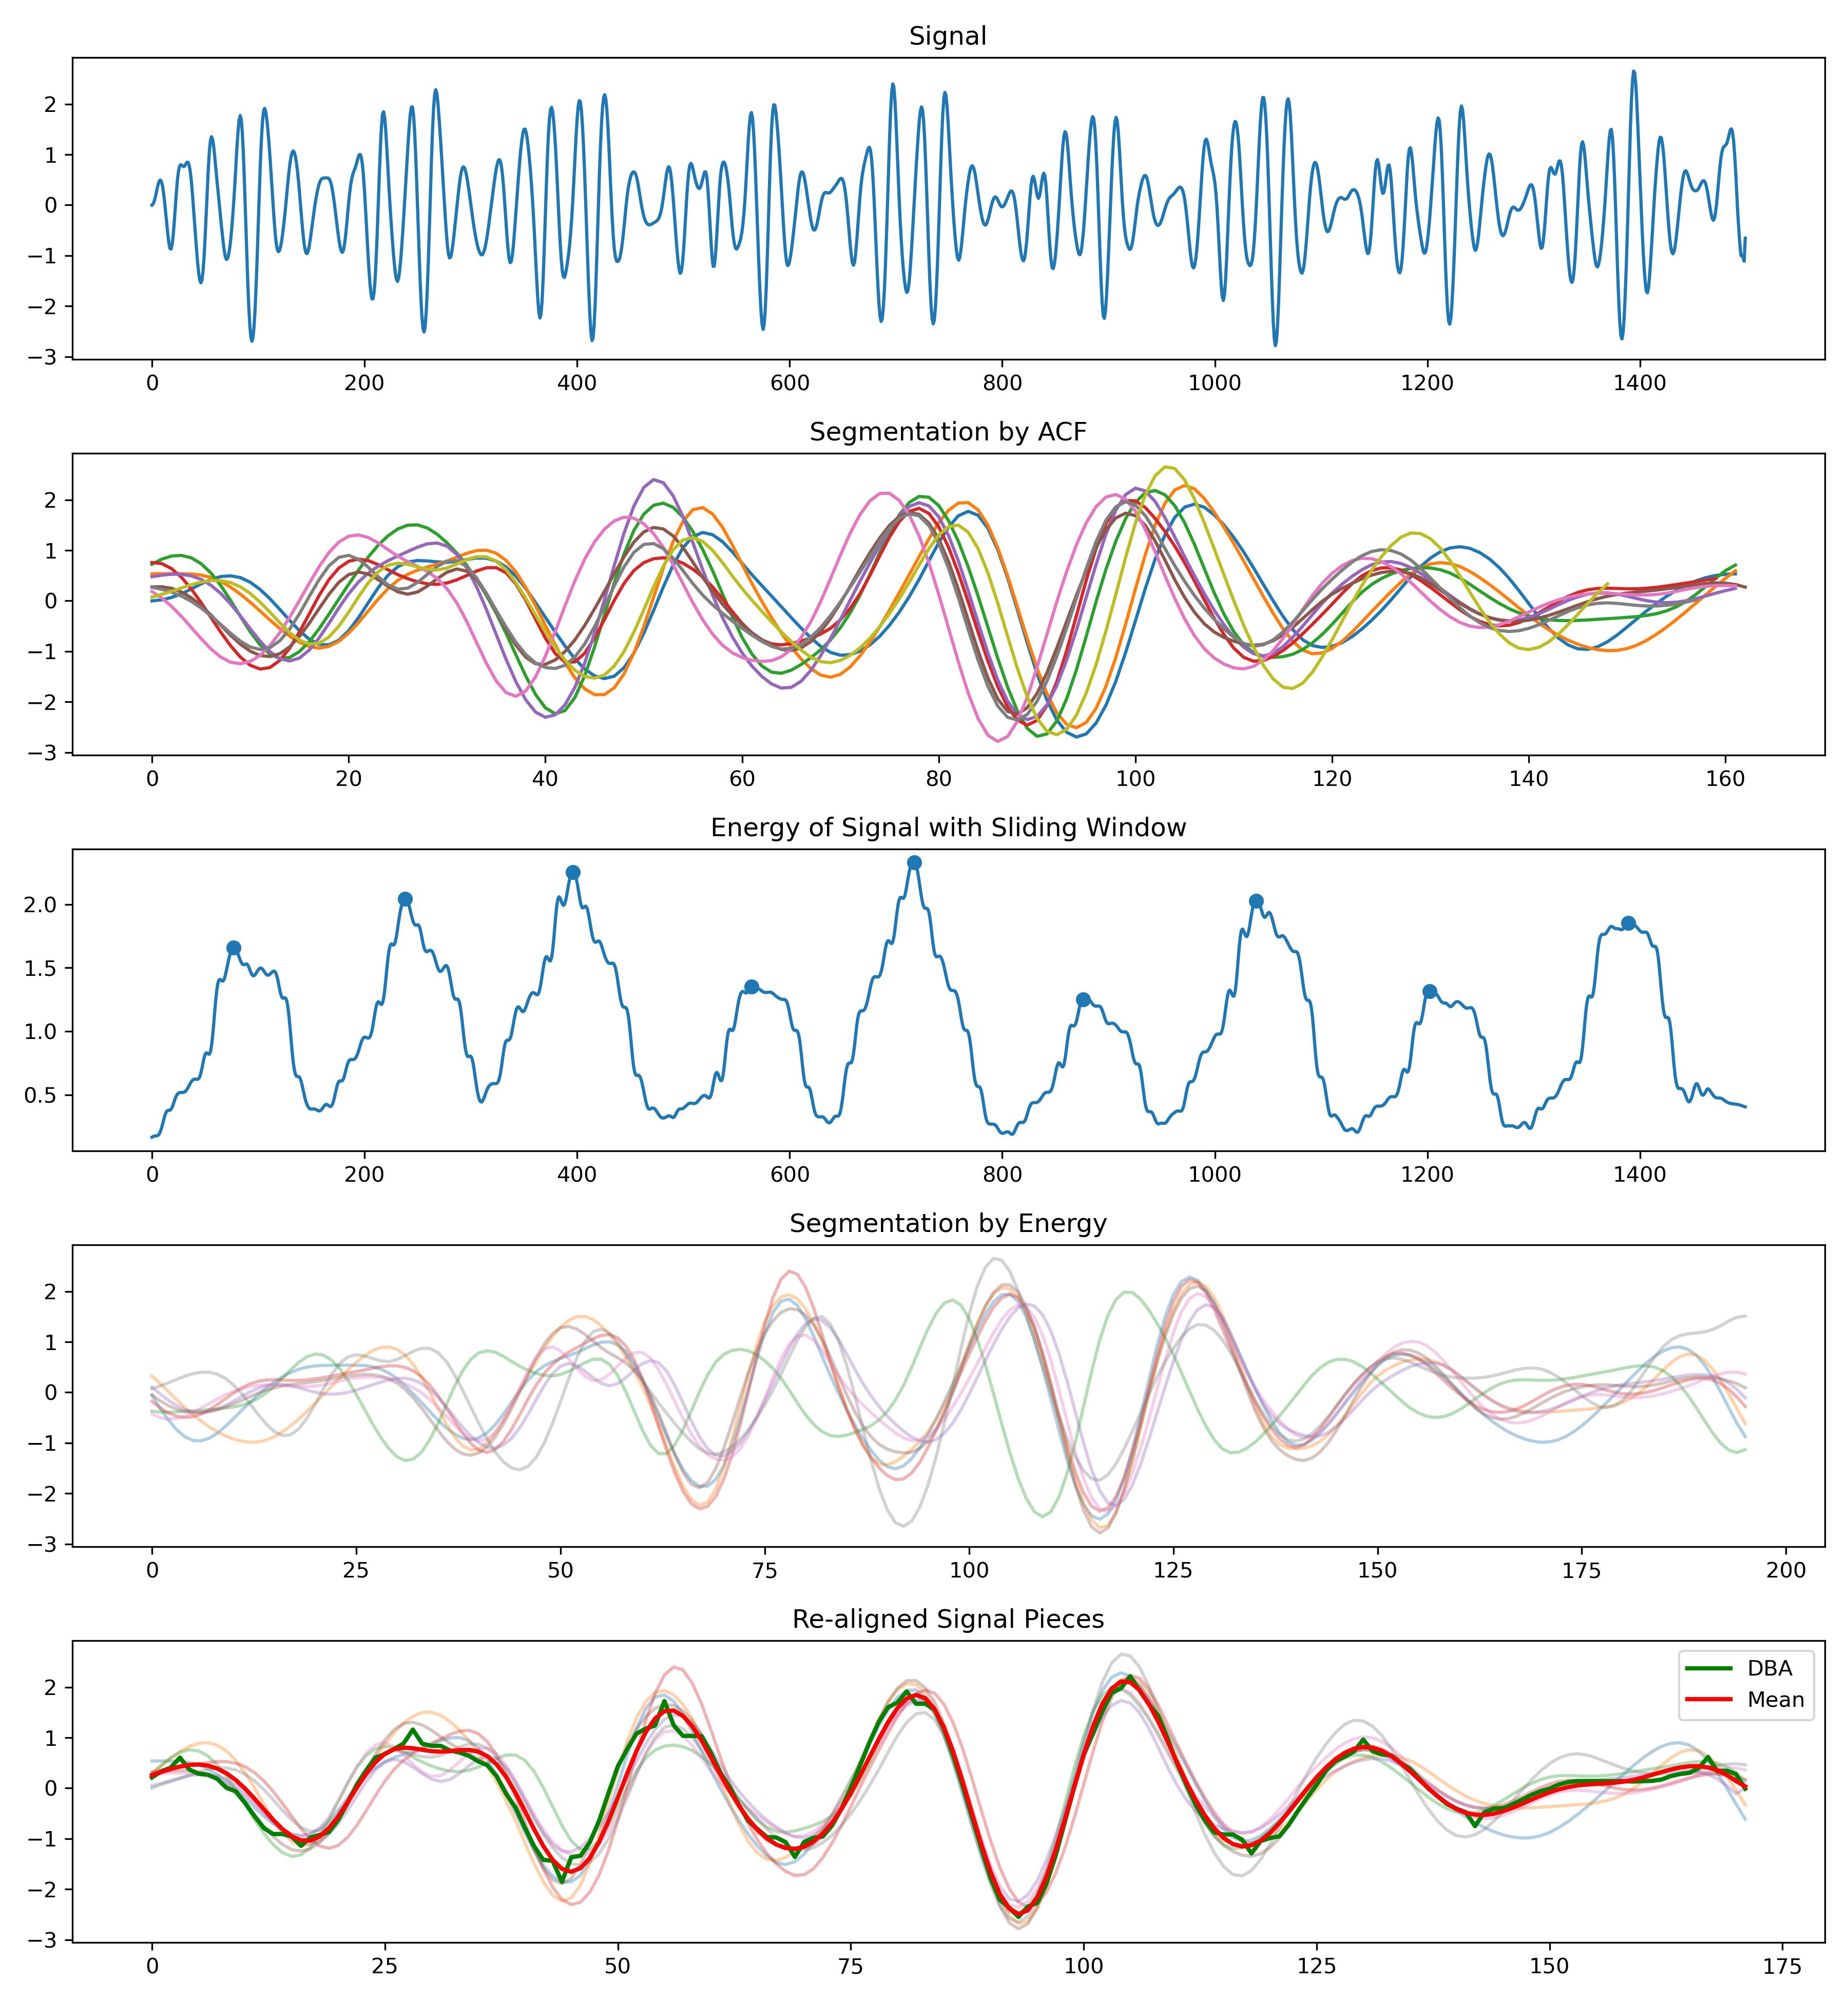 Signal
2
1
0
−1
−2
−3
0 200 400 600 800 1000 1200 1400
Segmentation by ACF
2
1
0
−1
−2
−3
0 20 40 60 80 100 120 140 160
Energy of Signal with Sliding Window
2.0
1.5
1.0
0.5
0 200 400 600 800 1000 1200 1400
Segmentation by Energy
2
1
0
−1
−2
−3
0 25 50 75 100 125 150 175 200
Re-aligned Signal Pieces
DBA
Mean
2
1
0
−1
−2
−3
0 25 50 75 100 125 150 175